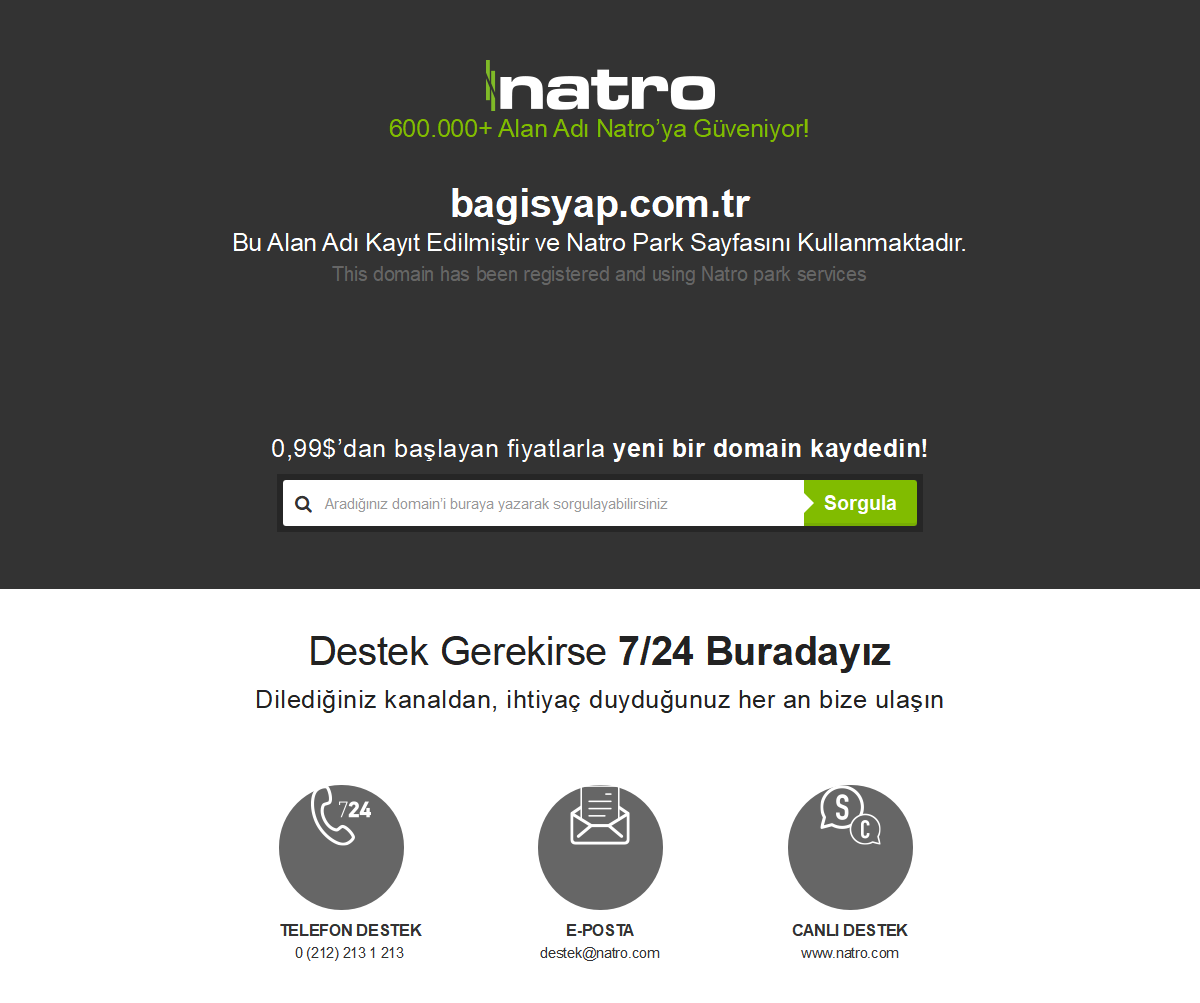 natro
600.000+ Alan Adı Natro’ya Güveniyor!
bagisyap.com.tr
Bu Alan Adı Kayıt Edilmiştir ve Natro Park Sayfasını Kullanmaktadır.
This domain has been registered and using Natro park services
0,99$’dan başlayan fiyatlarla yeni bir domain kaydedin!
Aradığınız domain'i buraya yazarak sorgulayabilirsiniz
Sorgula
Destek Gerekirse 7/24 Buradayız
Dilediğiniz kanaldan, ihtiyaç duyduğunuz her an bize ulaşın
724
S
C
TELEFON DESTEK
E-POSTA
CANLI DESTEK
0 (212) 213 1 213
destek@natro.com
www.natro.com